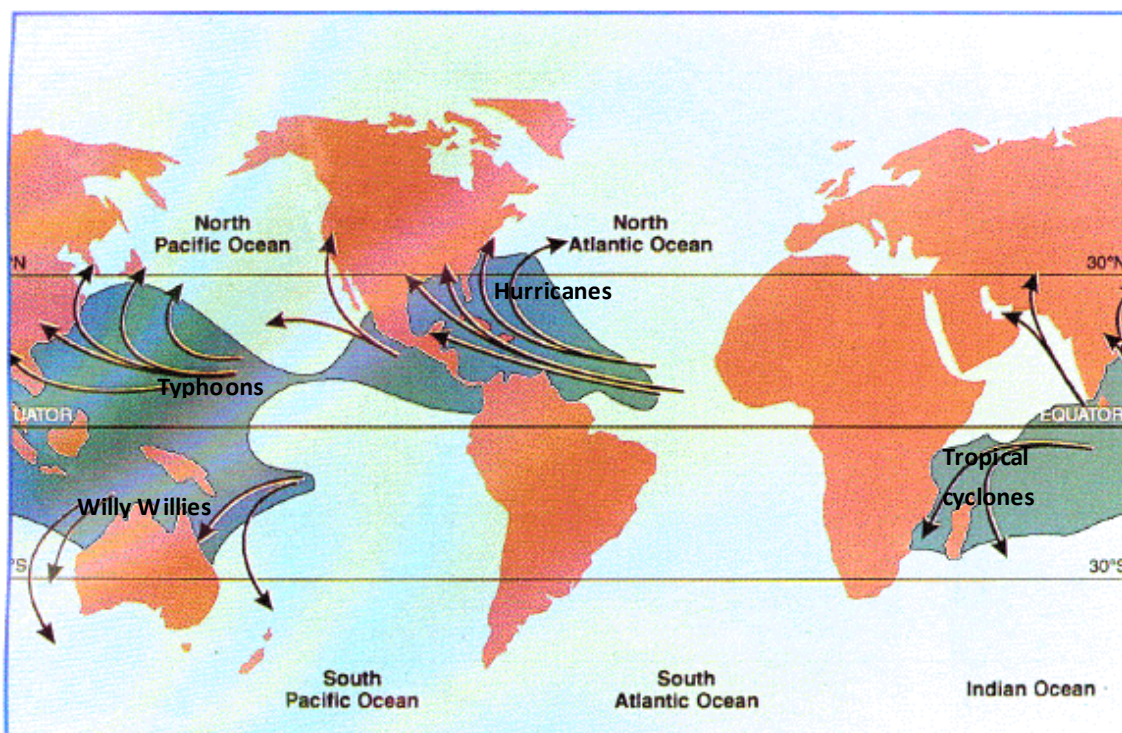 North
Pacific Ocean
North
Atlantic Ocean
°N
30°N
Hurricanes
Typhoons
UATOR
EQUATOR
Tropical
cyclones
Willy Willies
°S
30°S
South
Pacific Ocean
South
Atlantic Ocean
Indian Ocean